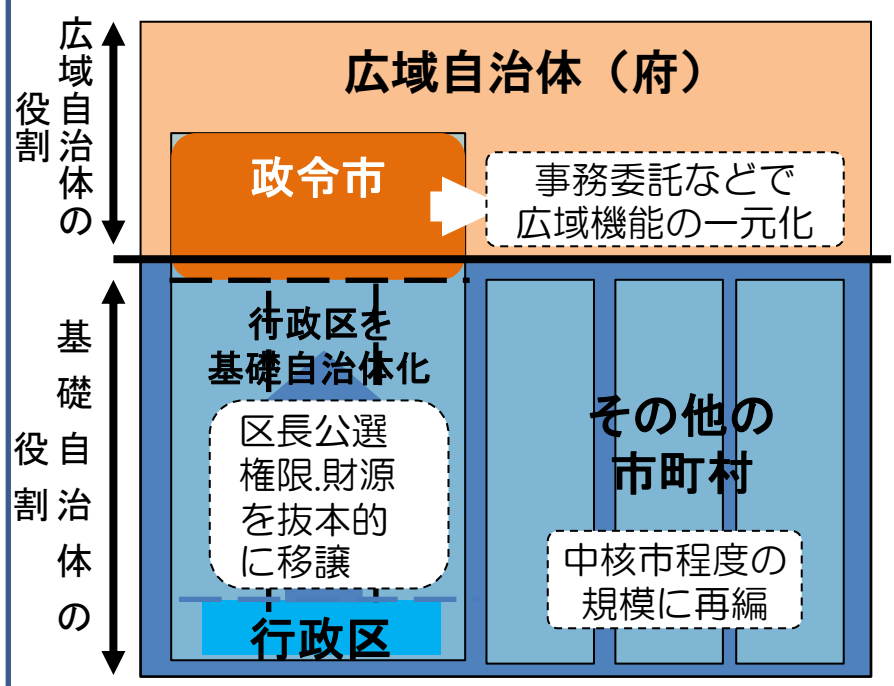 広域自治体の
役割
広域自治体（府）
政令市
事務委託などで
広域機能の一元化
基礎自治体の
役割
行政区を
基礎自治体化
区長公選
権限.財源
を抜本的
に移譲
行政区
その他の
市町村
中核市程度の
規模に再編